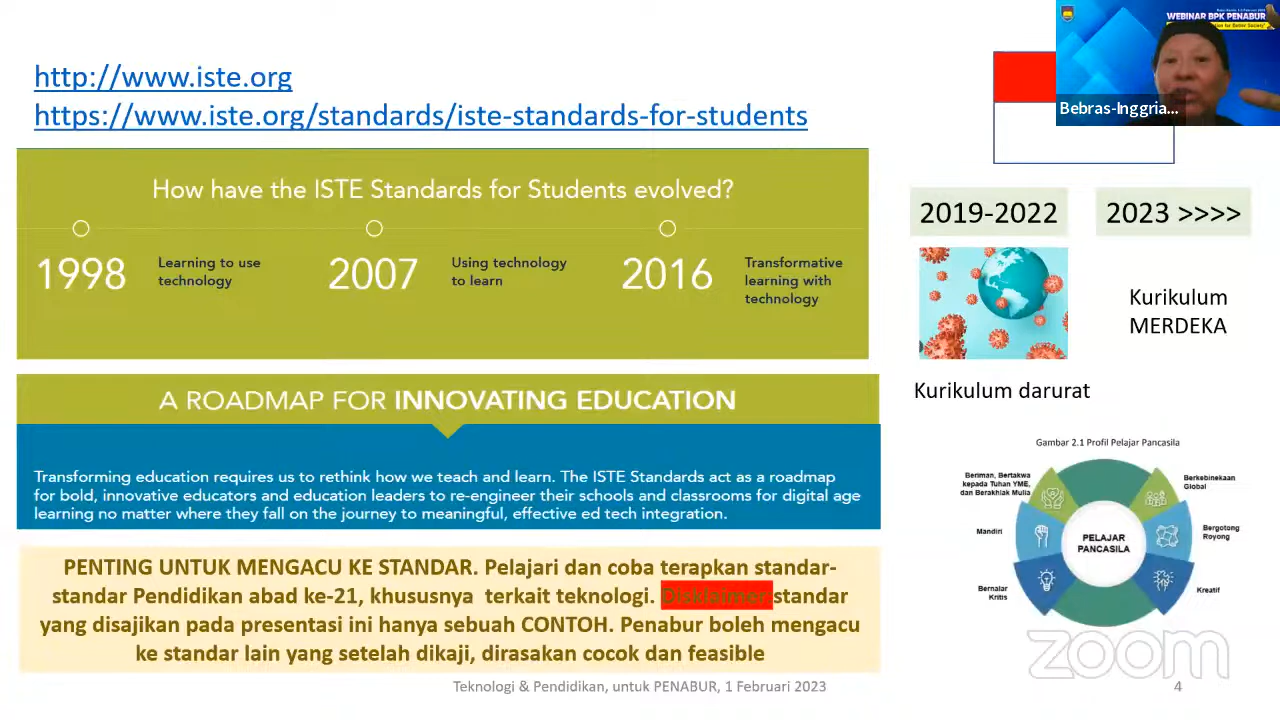 http://www.iste.org
https://www.iste.org/standards/iste-standards-for-students
WEBINAR BPK PENABUR
Bebras-Inggria...
How have the ISTE Standards for Students evolved?
1998
Learning to use
technology
2007
Using technology
to learn
2016
Transformative
learning with
technology
2019-2022
2023 >>>>
Kurikulum
MERDEKA
Kurikulum darurat
A ROADMAP FOR INNOVATING EDUCATION
Transforming education requires us to rethink how we teach and learn. The ISTE Standards act as a roadmap
for bold, innovative educators and education leaders to re-engineer their schools and classrooms for digital age
learning no matter where they fall on the journey to meaningful, effective ed tech integration.
PENTING UNTUK MENGACU KE STANDAR. Pelajari dan coba terapkan standar-
standar Pendidikan abad ke-21, khususnya terkait teknologi. Disklaimer standar
yang disajikan pada presentasi ini hanya sebuah CONTOH. Penabur boleh mengacu
ke standar lain yang setelah dikaji, dirasakan cocok dan feasible
Gambar 2.1 Profil Pelajar Pancasila
Beriman, Bertakwa
kepada Tuhan YME,
dan Berakhlak Mulia
Berkebinekaan
Global
Mandiri
PELAJAR
PANCASILA
Bergotong
Royong
Bernalar
Kritis
Kreatif
zoom
Teknologi & Pendidikan, untuk PENABUR, 1 Februari 2023
4